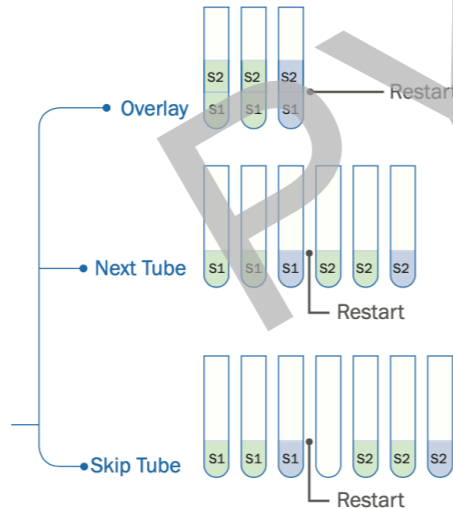 S2 S2 S2
S1 S1 S1
Restart
Overlay
Next Tube
S1 S1 S1 S2 S2 S2
Restart
Skip Tube
S1 S1 S1 S2 S2 S2
Restart